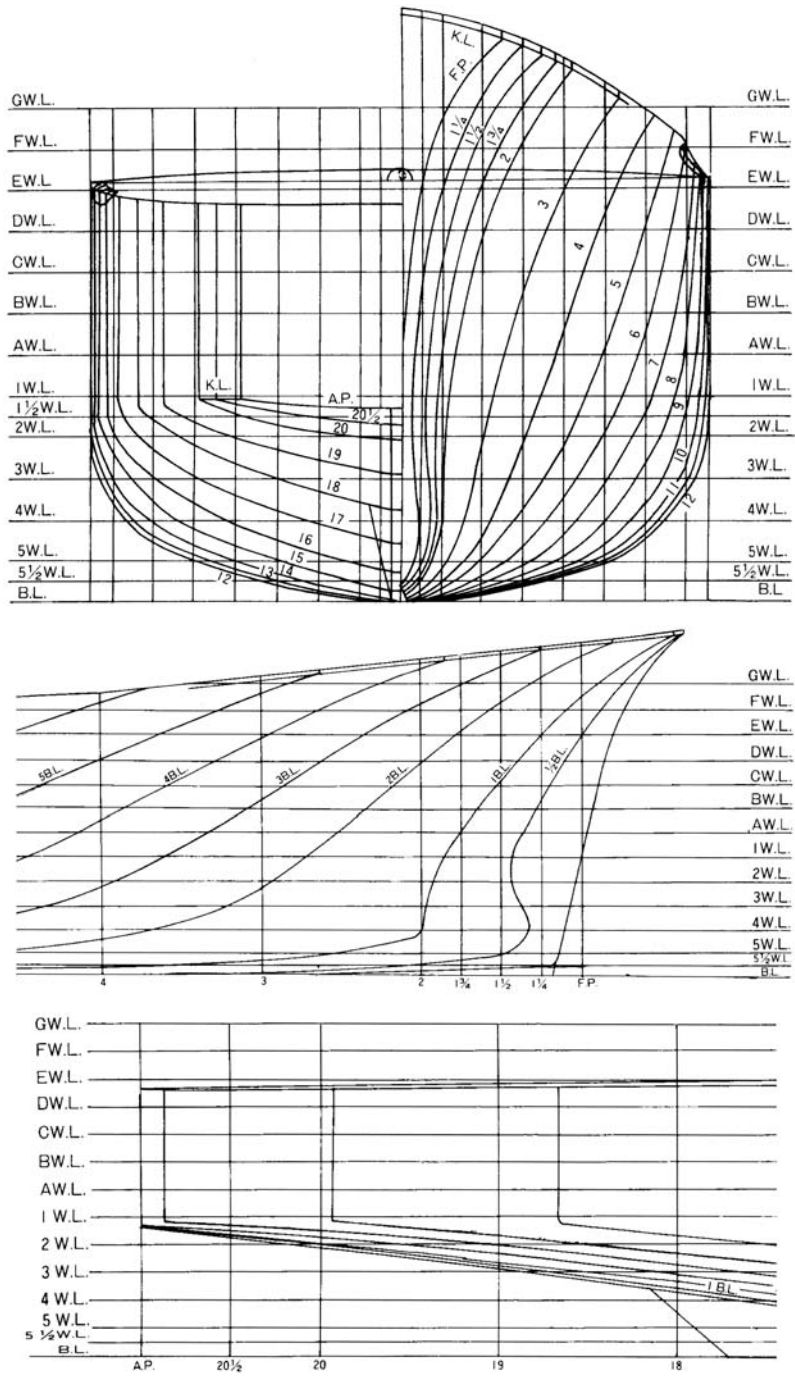 K.L.
F.P.
GW.L. GW.L.
1¼ 1½ 1¾
FW.L. FW.L.
2
EW.L. EW.L.
3
DW.L. DW.L.
4
CW.L. CW.L.
5
BW.L. BW.L.
6
AW.L. AW.L.
7
K.L. A.P.
1W.L. 8 1W.L.
1½W.L. 20½ 9
2W.L. 20 2W.L.
19 10
3W.L. 18 11 3W.L.
12
4W.L. 17 4W.L.
16
5W.L. 15 5W.L.
5½W.L. 12 13 14 5½W.L.
B.L. B.L
GW.L.
FW.L.
EW.L.
DW.L.
5B.L. 4B.L. 3B.L. 2B.L. 1B.L. ½B.L. CW.L.
BW.L.
AW.L.
1W.L.
2W.L.
3W.L.
4W.L.
5W.L.
5½W.L.
B.L.
4 3 2 1¾ 1½ 1¼ F.P.
GW.L.
FW.L.
EW.L.
DW.L.
CW.L.
BW.L.
AW.L.
1 W.L.
2 W.L.
3 W.L. 1 B.L.
4 W.L.
5 W.L.
5 ½W.L.
B.L.
A.P. 20½ 20 19 18